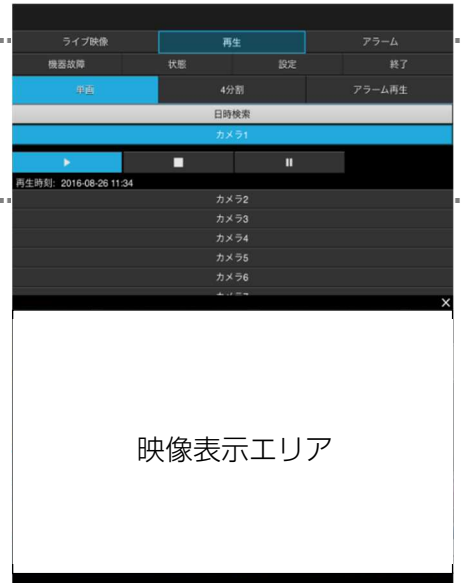 ライブ映像 再生 アラーム
機器故障 状態 設定 終了
単画 4分割 アラーム再生
日時検索
カメラ1
再生時刻: 2016-08-26 11:34
カメラ2
カメラ3
カメラ4
カメラ5
カメラ6
映像表示エリア